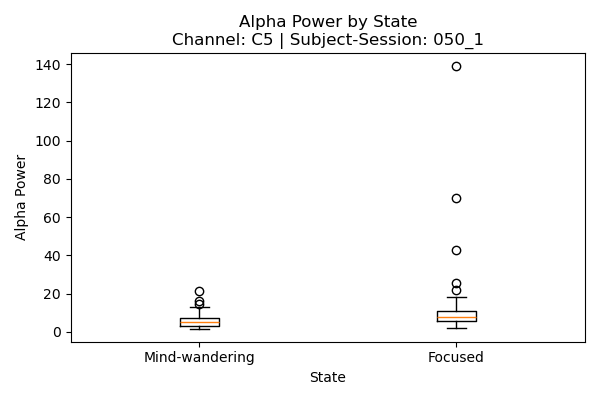 Alpha Power by State
Channel: C5 | Subject-Session: 050_1
140
120
100
80
60
40
20
0
Alpha Power
Mind-wandering
Focused
State